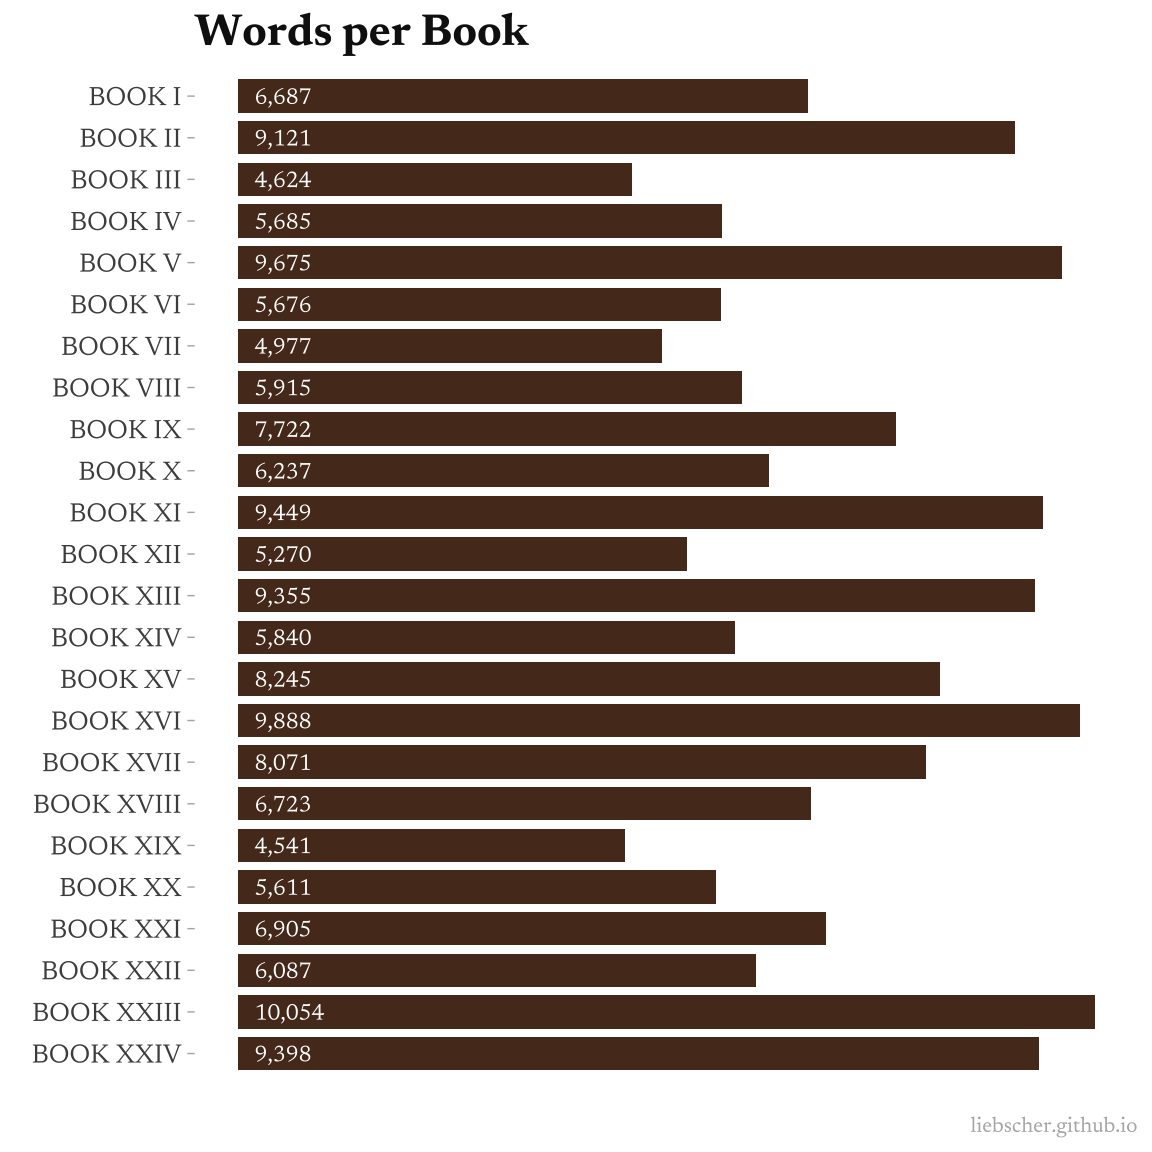 Words per Book
BOOK I 6,687
BOOK II 9,121
BOOK III 4,624
BOOK IV 5,685
BOOK V 9,675
BOOK VI 5,676
BOOK VII 4,977
BOOK VIII 5,915
BOOK IX 7,722
BOOK X 6,237
BOOK XI 9,449
BOOK XII 5,270
BOOK XIII 9,355
BOOK XIV 5,840
BOOK XV 8,245
BOOK XVI 9,888
BOOK XVII 8,071
BOOK XVIII 6,723
BOOK XIX 4,541
BOOK XX 5,611
BOOK XXI 6,905
BOOK XXII 6,087
BOOK XXIII 10,054
BOOK XXIV 9,398
liebscher.github.io